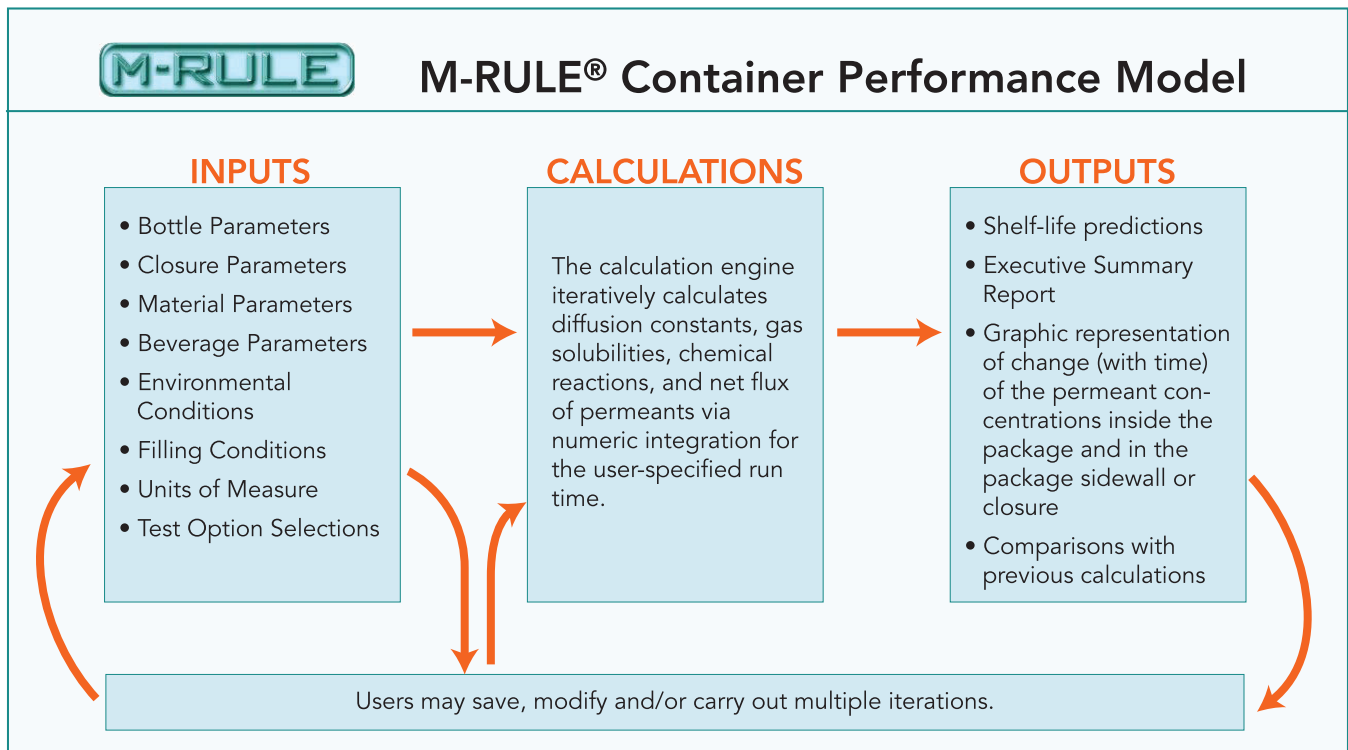 M-RULE
M-RULE® Container Performance Model
INPUTS
• Bottle Parameters
• Closure Parameters
• Material Parameters
• Beverage Parameters
• Environmental
Conditions
• Filling Conditions
• Units of Measure
• Test Option Selections
CALCULATIONS
The calculation engine
iteratively calculates
diffusion constants, gas
solubilities, chemical
reactions, and net flux
of permeants via
numeric integration for
the user-specified run
time.
OUTPUTS
• Shelf-life predictions
• Executive Summary
Report
• Graphic representation
of change (with time)
of the permeant con-
centrations inside the
package and in the
package sidewall or
closure
• Comparisons with
previous calculations
Users may save, modify and/or carry out multiple iterations.